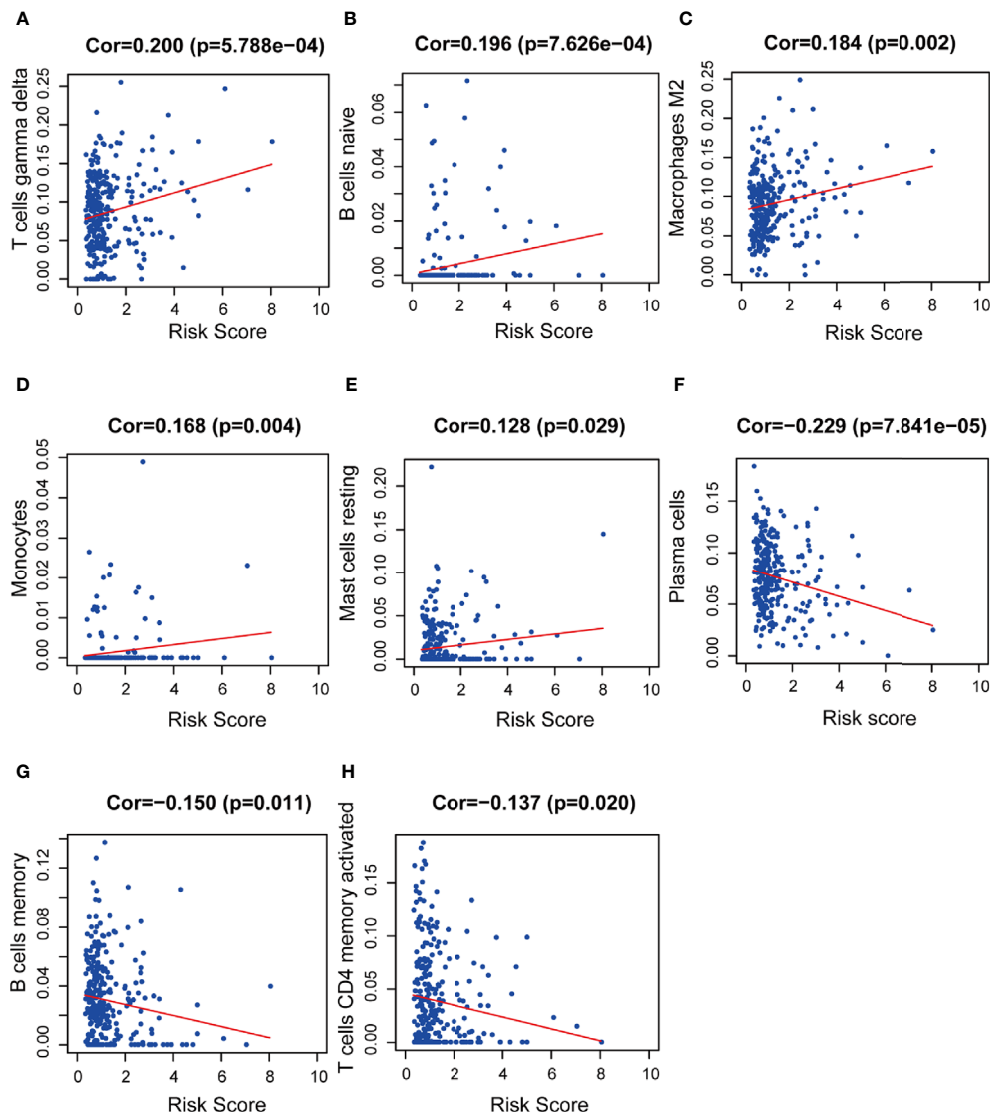 A
Cor=0.200 (p=5.788e−04)
T cells gamma delta
0.00 0.05 0.10 0.15 0.20 0.25
0 2 4 6 8 10
Risk Score
B
Cor=0.196 (p=7.626e−04)
B cells naive
0.00 0.02 0.04 0.06
0 2 4 6 8 10
Risk Score
C
Cor=0.184 (p=0.002)
Macrophages M2
0.00 0.05 0.10 0.15 0.20 0.25
0 2 4 6 8 10
Risk Score
D
Cor=0.168 (p=0.004)
Monocytes
0.00 0.01 0.02 0.03 0.04 0.05
0 2 4 6 8 10
Risk Score
E
Cor=0.128 (p=0.029)
Mast cells resting
0.00 0.05 0.10 0.15 0.20
0 2 4 6 8 10
Risk Score
F
Cor=−0.229 (p=7.841e−05)
Plasma cells
0.00 0.05 0.10 0.15
0 2 4 6 8 10
Risk score
G
Cor=−0.150 (p=0.011)
B cells memory
0.00 0.04 0.08 0.12
0 2 4 6 8 10
Risk Score
H
Cor=−0.137 (p=0.020)
T cells CD4 memory activated
0.00 0.05 0.10 0.15
0 2 4 6 8 10
Risk Score